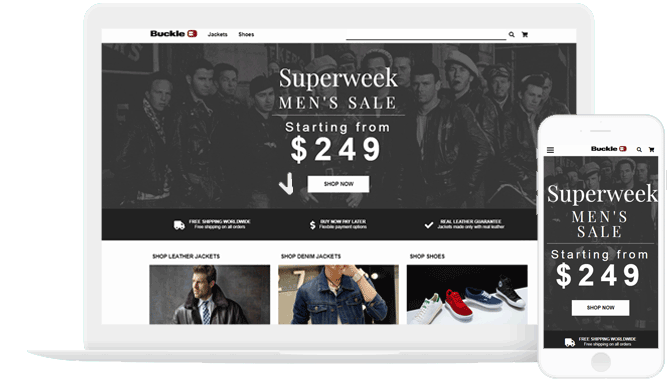 Buckle B Jackets Shoes
Superweek
MEN'S SALE
Starting from
$249
SHOP NOW
FREE SHIPPING WORLDWIDE
Free shipping on all orders
BUY NOW PAY LATER
Flexible payment options
REAL LEATHER GUARANTEE
Jackets made only with real leather
SHOP LEATHER JACKETS
SHOP DENIM JACKETS
SHOP SHOES
Buckle B
Superweek
MEN'S
SALE
Starting from
$249
SHOP NOW
FREE SHIPPING WORLDWIDE
Free shipping on all orders